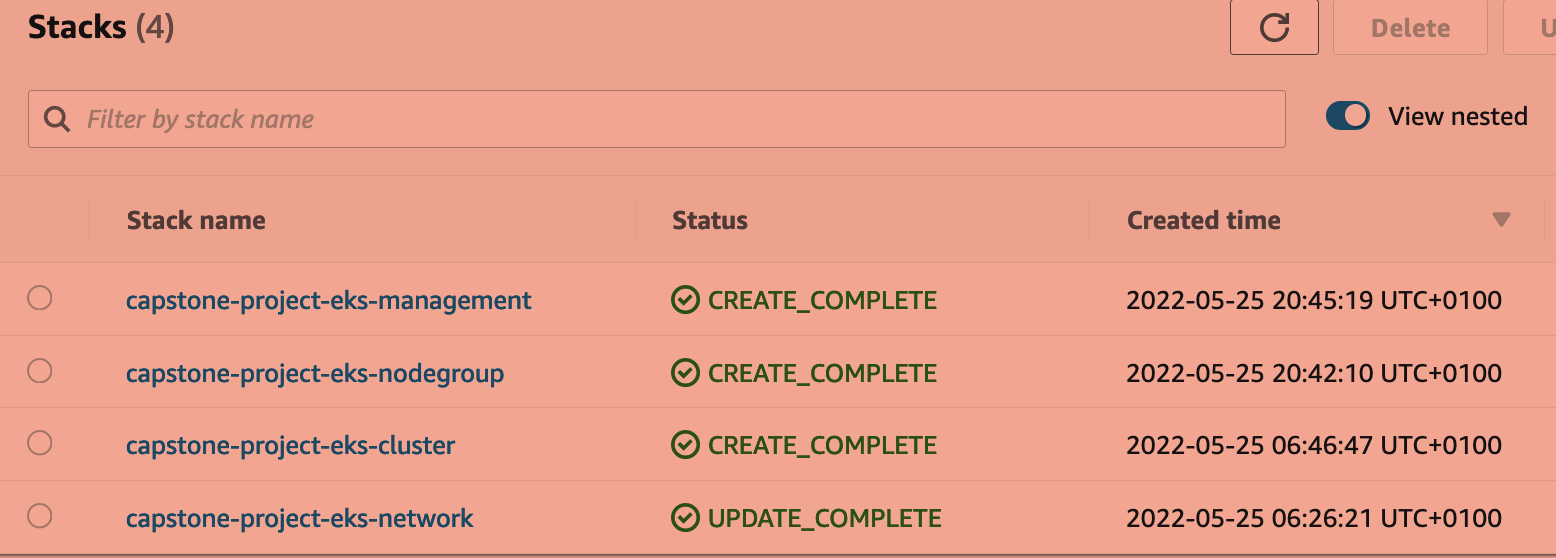 Stacks (4)
Delete
U
Filter by stack name
View nested
Stack name Status Created time
capstone-project-eks-management CREATE_COMPLETE 2022-05-25 20:45:19 UTC+0100
capstone-project-eks-nodegroup CREATE_COMPLETE 2022-05-25 20:42:10 UTC+0100
capstone-project-eks-cluster CREATE_COMPLETE 2022-05-25 06:46:47 UTC+0100
capstone-project-eks-network UPDATE_COMPLETE 2022-05-25 06:26:21 UTC+0100